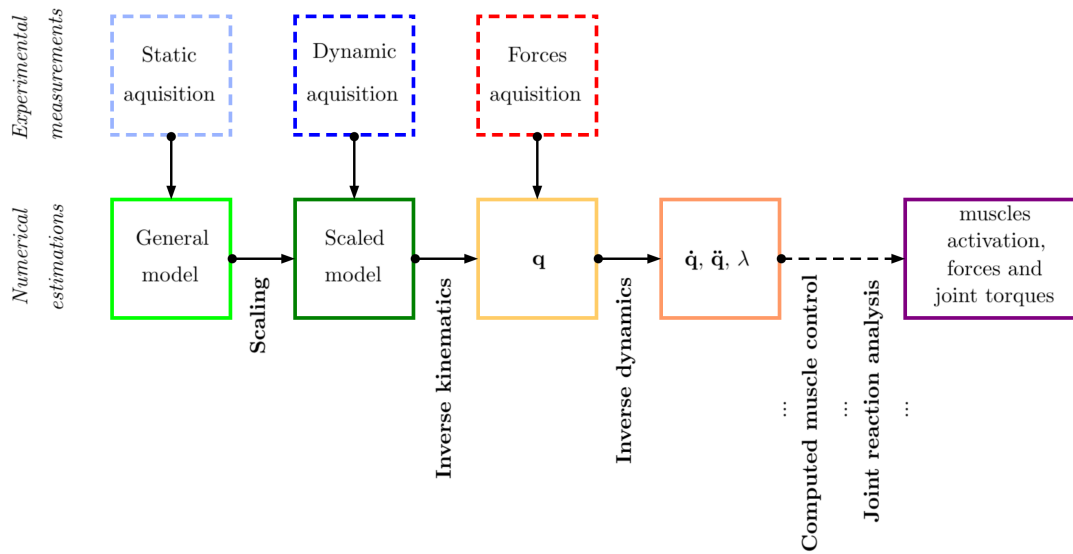 Experimental
measurements
Static
aquisition
Dynamic
aquisition
Forces
aquisition
Numerical
estimations
General
model
Scaled
model
q
q̇, q̈, λ
muscles
activation,
forces and
joint torques
Scaling
Inverse kinematics
Inverse dynamics
...
Computed muscle control
...
Joint reaction analysis
...